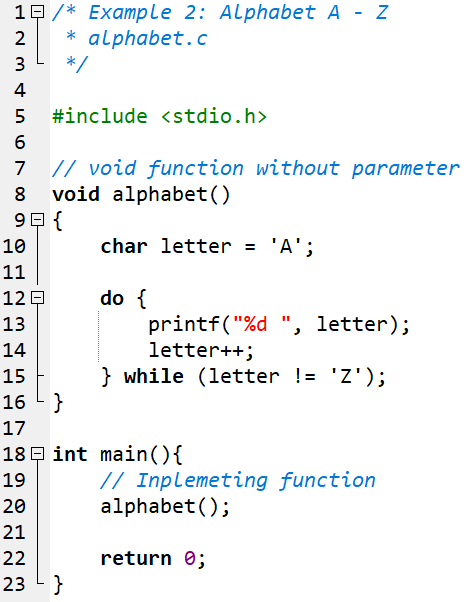 1 /* Example 2: Alphabet A - Z
2  * alphabet.c
3  */
4
5 #include <stdio.h>
6
7 // void function without parameter
8 void alphabet()
9 {
10     char letter = 'A';
11
12     do {
13         printf("%d ", letter);
14         letter++;
15     } while (letter != 'Z');
16 }
17
18 int main(){
19     // Inplemeting function
20     alphabet();
21
22     return 0;
23 }